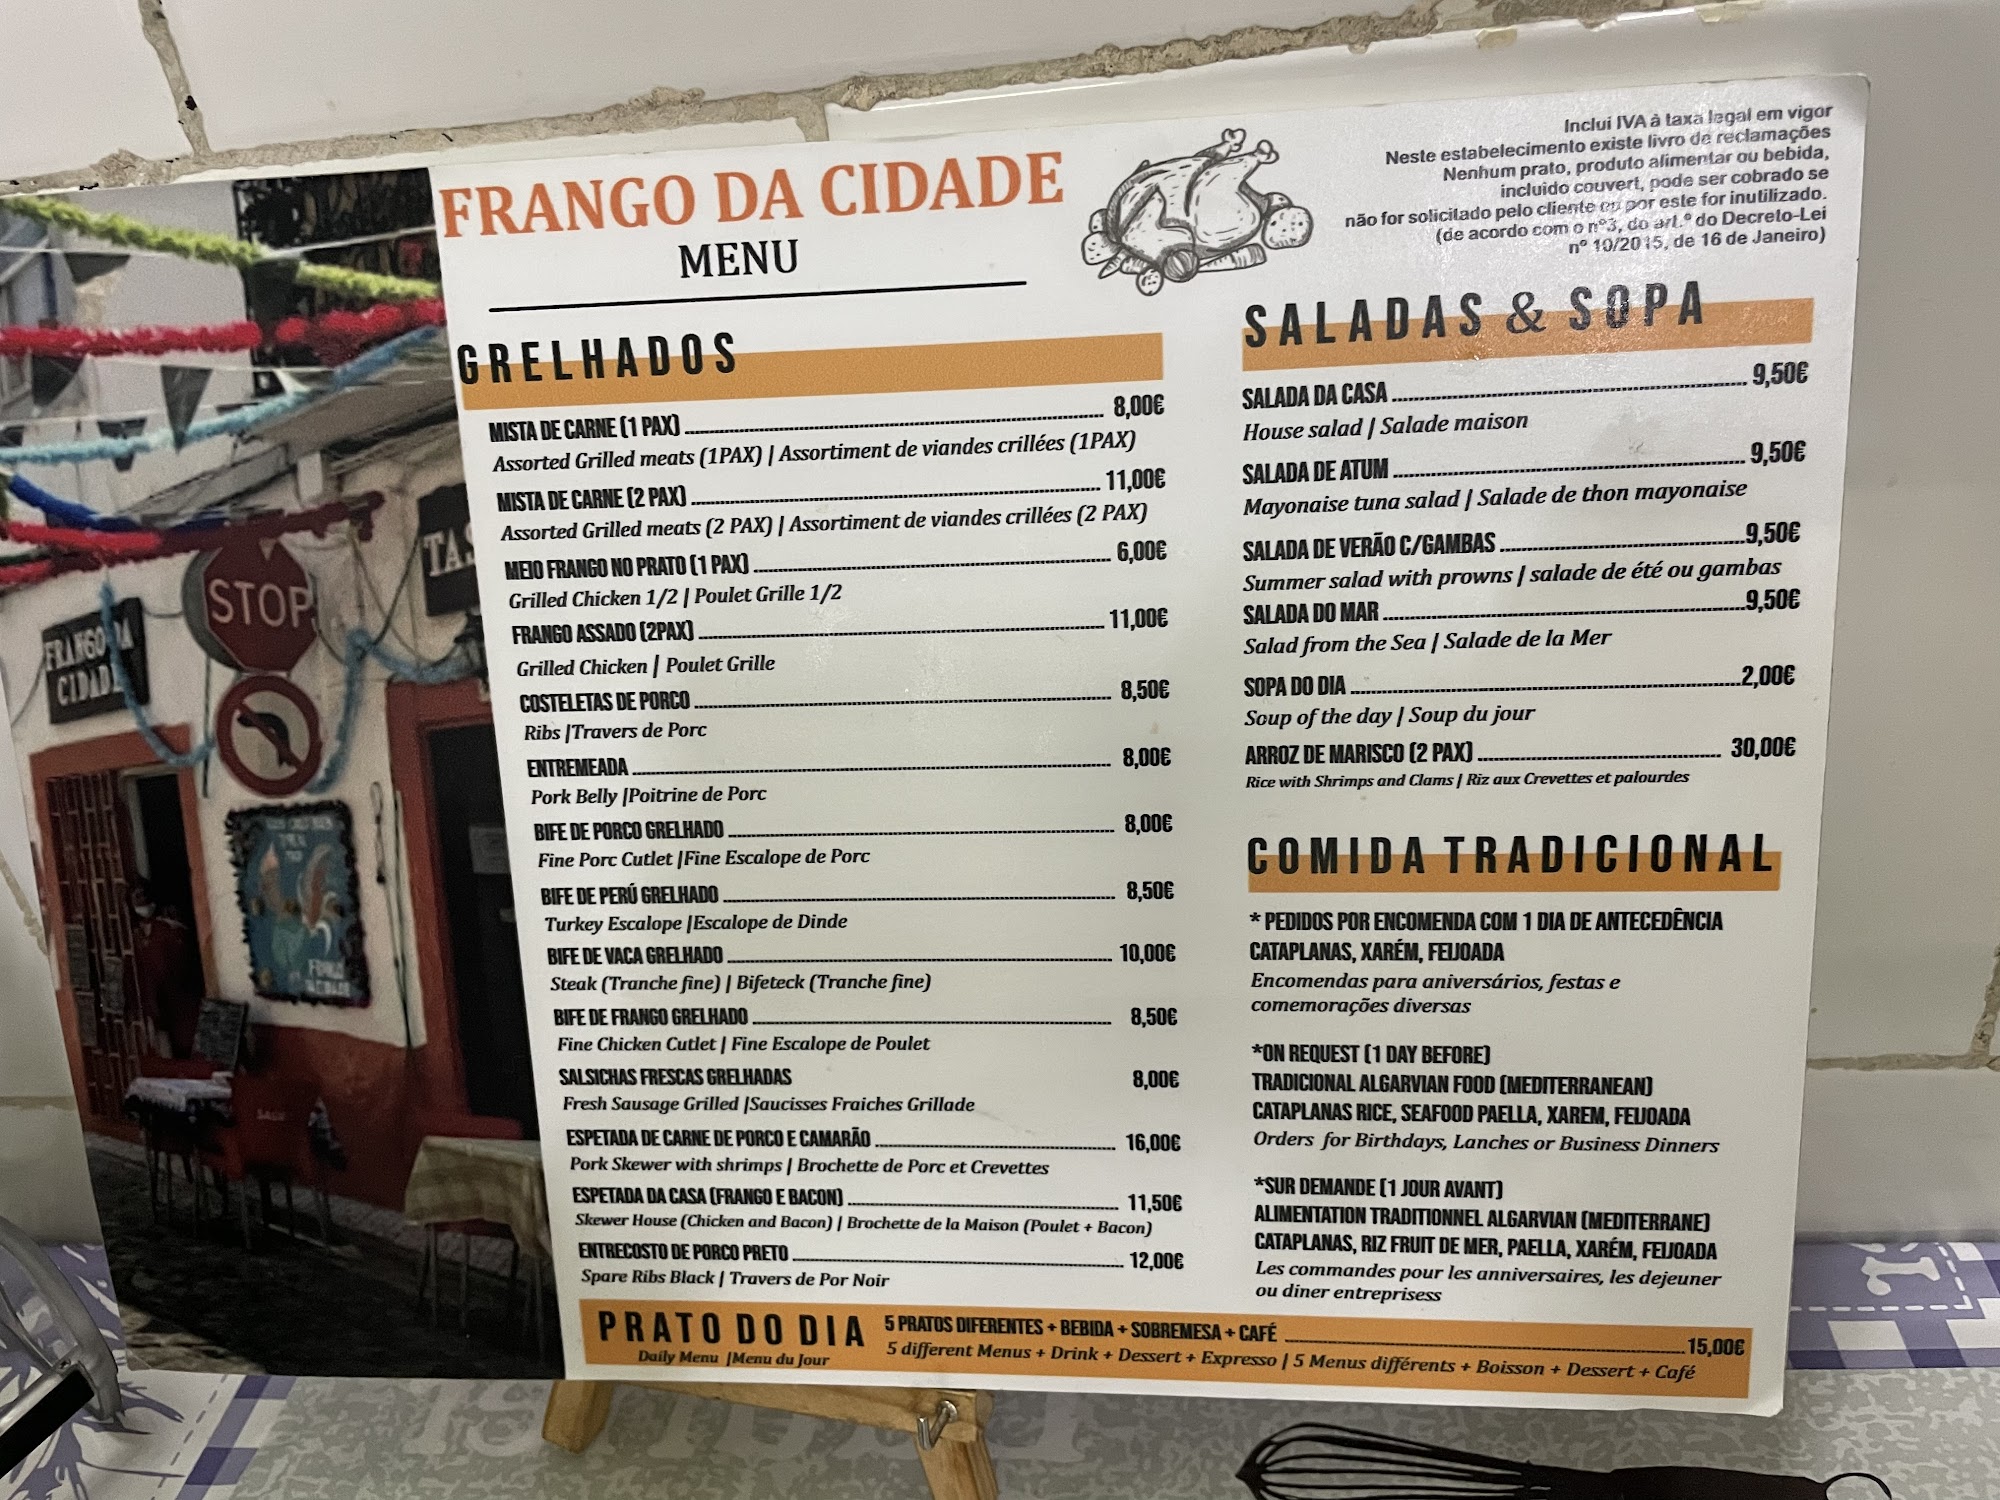 FRANGO DA CIDADE
MENU
Inclui IVA à taxa legal em vigor
Neste estabelecimento existe livro de reclamações
Nenhum prato, produto alimentar ou bebida,
incluido couvert, pode ser cobrado se
não for solicitado pelo cliente ou por este for inutilizado.
(de acordo com o nº3, do art.º do Decreto-Lei
nº 10/2015, de 16 de Janeiro)
GRELHADOS
MISTA DE CARNE (1 PAX) 8,00€
Assorted Grilled meats (1PAX) | Assortiment de viandes crillées (1PAX)
MISTA DE CARNE (2 PAX) 11,00€
Assorted Grilled meats (2 PAX) | Assortiment de viandes crillées (2 PAX)
MEIO FRANGO NO PRATO (1 PAX) 6,00€
Grilled Chicken 1/2 | Poulet Grille 1/2
FRANGO ASSADO (2PAX) 11,00€
Grilled Chicken | Poulet Grille
COSTELETAS DE PORCO 8,50€
Ribs |Travers de Porc
ENTREMEADA 8,00€
Pork Belly |Poitrine de Porc
BIFE DE PORCO GRELHADO 8,00€
Fine Porc Cutlet |Fine Escalope de Porc
BIFE DE PERÚ GRELHADO 8,50€
Turkey Escalope |Escalope de Dinde
BIFE DE VACA GRELHADO 10,00€
Steak (Tranche fine) | Bifeteck (Tranche fine)
BIFE DE FRANGO GRELHADO 8,50€
Fine Chicken Cutlet | Fine Escalope de Poulet
SALSICHAS FRESCAS GRELHADAS 8,00€
Fresh Sausage Grilled |Saucisses Fraiches Grillade
ESPETADA DE CARNE DE PORCO E CAMARÃO 16,00€
Pork Skewer with shrimps | Brochette de Porc et Crevettes
ESPETADA DA CASA (FRANGO E BACON) 11,50€
Skewer House (Chicken and Bacon) | Brochette de la Maison (Poulet + Bacon)
ENTRECOSTO DE PORCO PRETO 12,00€
Spare Ribs Black | Travers de Por Noir
SALADAS & SOPA
SALADA DA CASA 9,50€
House salad | Salade maison
SALADA DE ATUM 9,50€
Mayonaise tuna salad | Salade de thon mayonaise
SALADA DE VERÃO C/GAMBAS 9,50€
Summer salad with prowns | salade de été ou gambas
SALADA DO MAR 9,50€
Salad from the Sea | Salade de la Mer
SOPA DO DIA 2,00€
Soup of the day | Soup du jour
ARROZ DE MARISCO (2 PAX) 30,00€
Rice with Shrimps and Clams | Riz aux Crevettes et palourdes
COMIDA TRADICIONAL
* PEDIDOS POR ENCOMENDA COM 1 DIA DE ANTECEDÊNCIA
CATAPLANAS, XARÉM, FEIJOADA
Encomendas para aniversários, festas e
comemorações diversas
*ON REQUEST (1 DAY BEFORE)
TRADICIONAL ALGARVIAN FOOD (MEDITERRANEAN)
CATAPLANAS RICE, SEAFOOD PAELLA, XAREM, FEIJOADA
Orders for Birthdays, Lanches or Business Dinners
*SUR DEMANDE (1 JOUR AVANT)
ALIMENTATION TRADITIONNEL ALGARVIAN (MEDITERRANE)
CATAPLANAS, RIZ FRUIT DE MER, PAELLA, XARÉM, FEIJOADA
Les commandes pour les anniversaires, les dejeuner
ou diner entreprisess
PRATO DO DIA
Daily Menu |Menu du Jour
5 PRATOS DIFERENTES + BEBIDA + SOBREMESA + CAFÉ 15,00€
5 different Menus + Drink + Dessert + Expresso | 5 Menus différents + Boisson + Dessert + Café
STOP
FRANGO DA
CIDADE
TAS